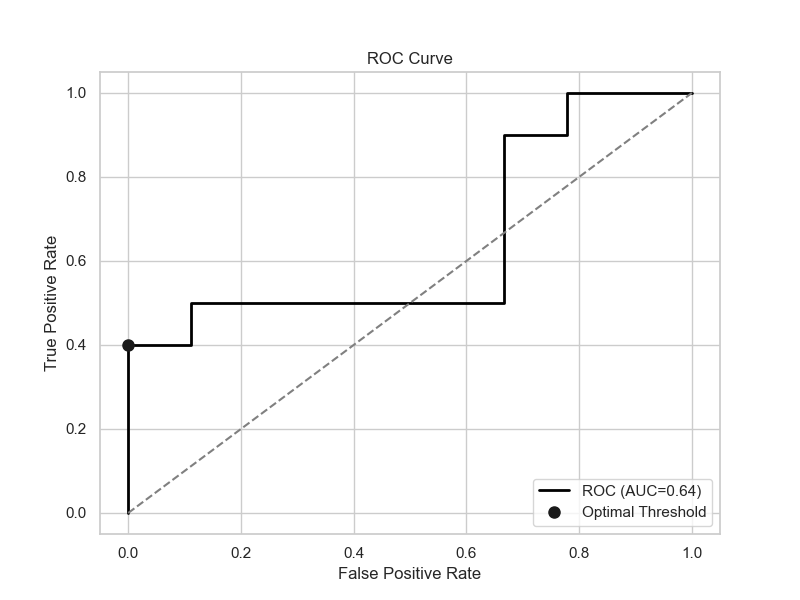 ROC Curve
1.0
0.8
0.6
0.4
0.2
0.0
True Positive Rate
0.0 0.2 0.4 0.6 0.8 1.0
False Positive Rate
ROC (AUC=0.64)
Optimal Threshold